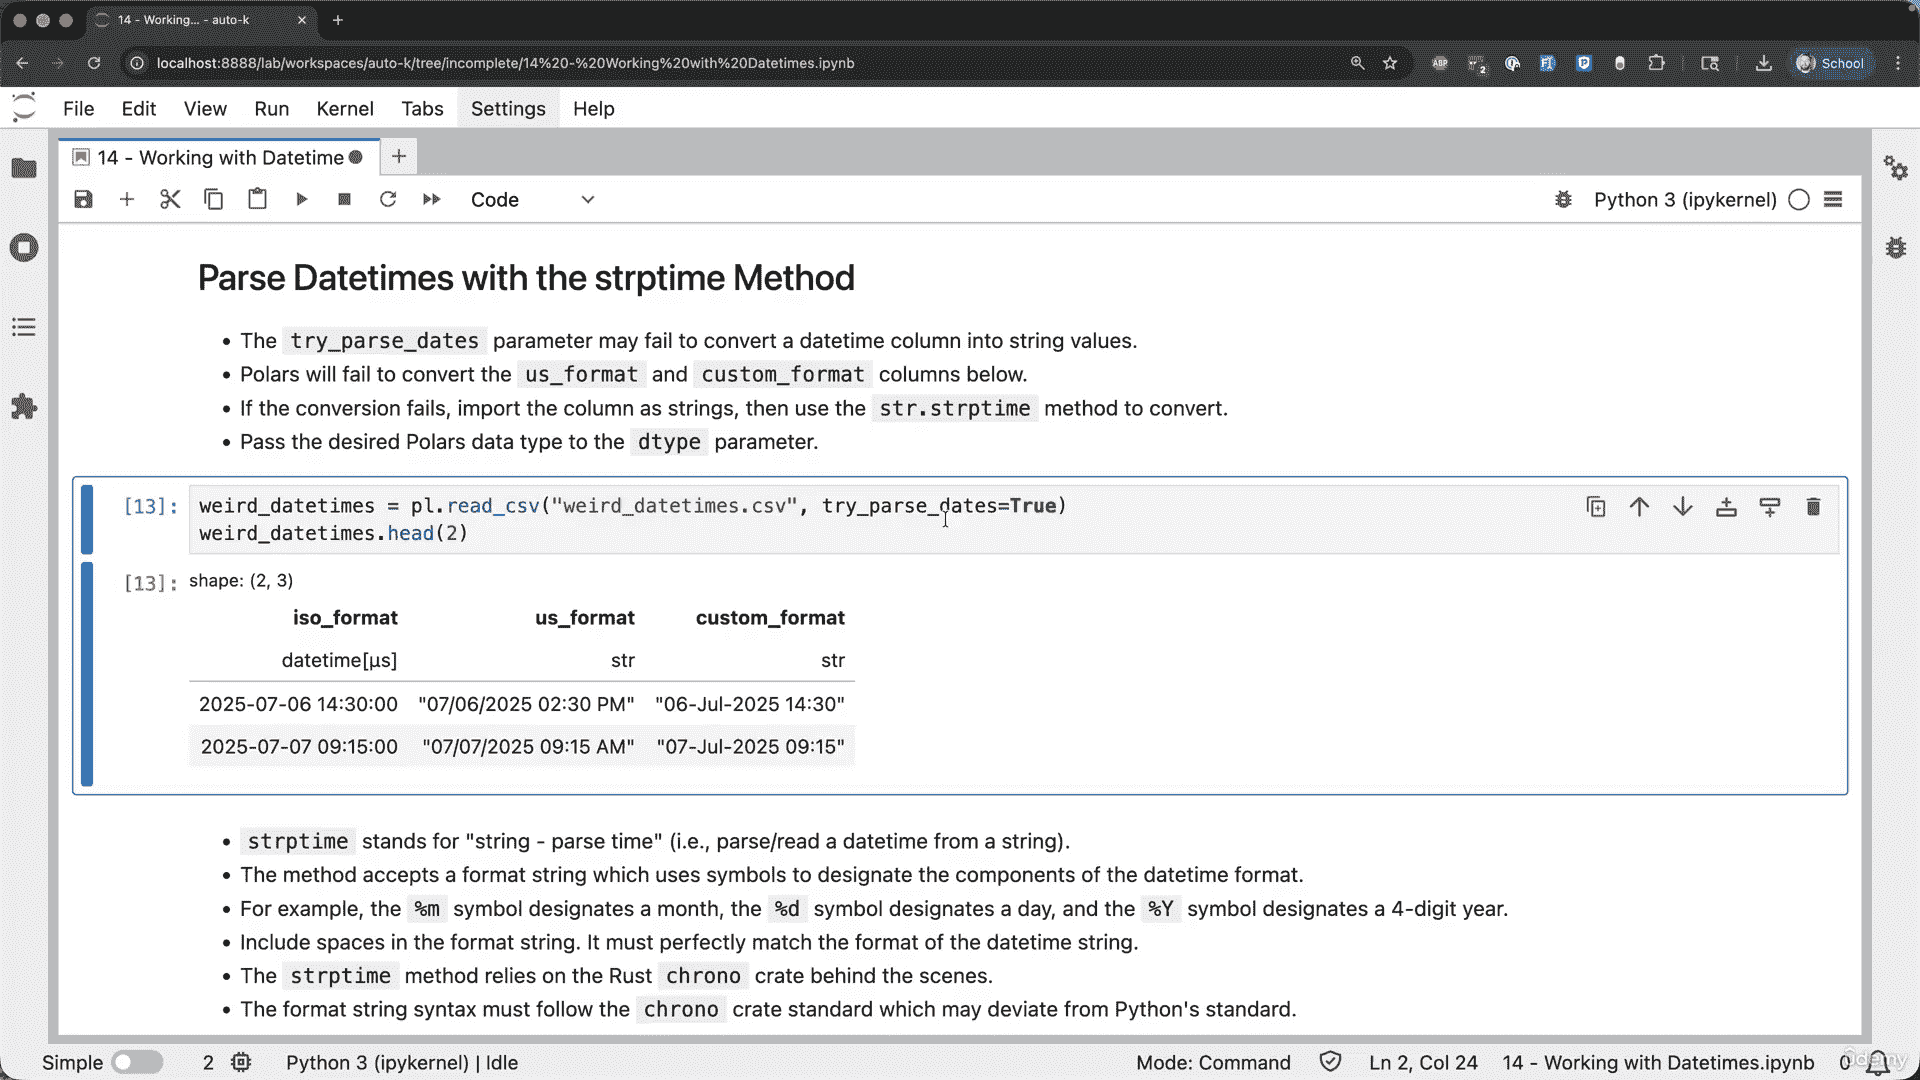 14 - Working... - auto-k
localhost:8888/lab/workspaces/auto-k/tree/incomplete/14%20-%20Working%20with%20Datetimes.ipynb
ABP
2
School
File Edit View Run Kernel Tabs Settings Help
14 - Working with Datetime
Code
Python 3 (ipykernel)
Parse Datetimes with the strptime Method
• The try_parse_dates parameter may fail to convert a datetime column into string values.
• Polars will fail to convert the us_format and custom_format columns below.
• If the conversion fails, import the column as strings, then use the str.strptime method to convert.
• Pass the desired Polars data type to the dtype parameter.
[13]: weird_datetimes = pl.read_csv("weird_datetimes.csv", try_parse_dates=True)
weird_datetimes.head(2)
[13]: shape: (2, 3)
iso_format us_format custom_format
datetime[μs] str str
2025-07-06 14:30:00 "07/06/2025 02:30 PM" "06-Jul-2025 14:30"
2025-07-07 09:15:00 "07/07/2025 09:15 AM" "07-Jul-2025 09:15"
• strptime stands for "string - parse time" (i.e., parse/read a datetime from a string).
• The method accepts a format string which uses symbols to designate the components of the datetime format.
• For example, the %m symbol designates a month, the %d symbol designates a day, and the %Y symbol designates a 4-digit year.
• Include spaces in the format string. It must perfectly match the format of the datetime string.
• The strptime method relies on the Rust chrono crate behind the scenes.
• The format string syntax must follow the chrono crate standard which may deviate from Python's standard.
Simple 2 Python 3 (ipykernel) | Idle Mode: Command Ln 2, Col 24 14 - Working with Datetimes.ipynb 0
ûdemy